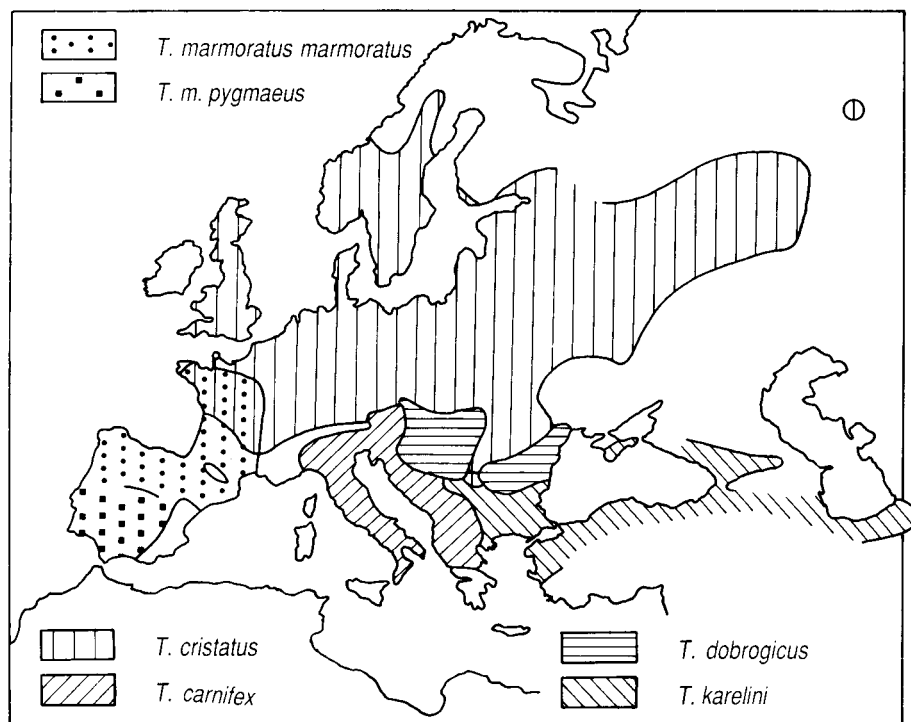 T. marmoratus marmoratus
T. m. pygmaeus
T. cristatus
T. carnifex
T. dobrogicus
T. karelini